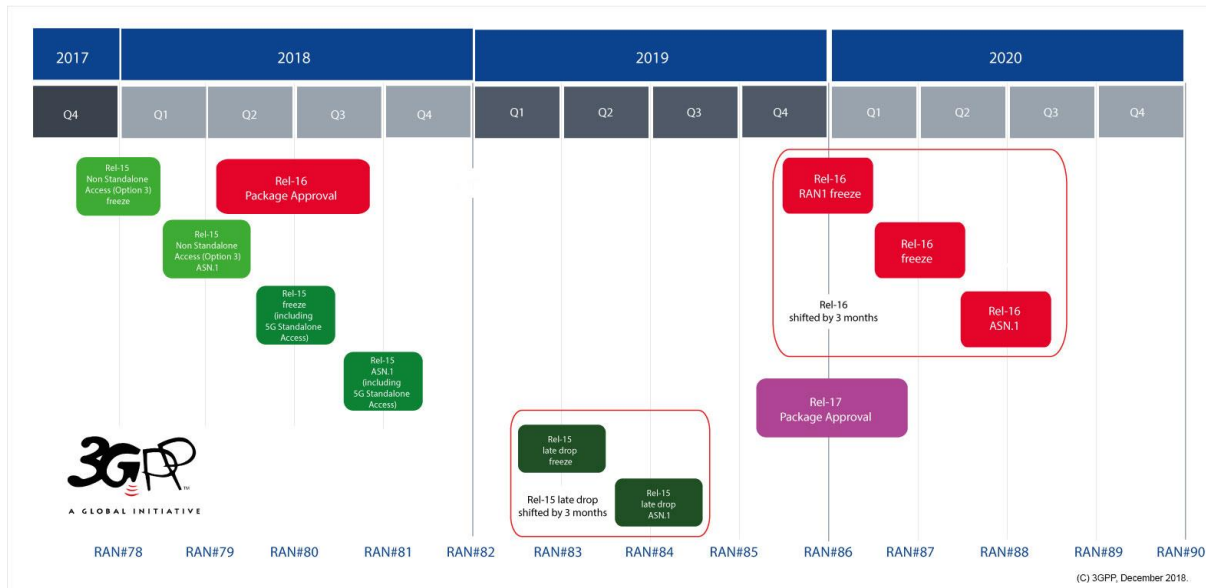 2017
2018
2019
2020
Q4
Q1
Q2
Q3
Q4
Q1
Q2
Q3
Q4
Q1
Q2
Q3
Q4
Rel-15
Non Standalone
Access (Option 3)
freeze
Rel-16
Package Approval
Rel-16
RAN1 freeze
Rel-15
Non Standalone
Access (Option 3)
ASN.1
Rel-16
freeze
Rel-15
freeze
(including
5G Standalone
Access)
Rel-16
shifted by 3 months
Rel-16
ASN.1
Rel-15
ASN.1
(including
5G Standalone
Access)
Rel-17
Package Approval
Rel-15
late drop
freeze
Rel-15 late drop
shifted by 3 months
Rel-15
late drop
ASN.1
3GPP
TM
A GLOBAL INITIATIVE
RAN#78
RAN#79
RAN#80
RAN#81
RAN#82
RAN#83
RAN#84
RAN#85
RAN#86
RAN#87
RAN#88
RAN#89
RAN#90
(C) 3GPP, December 2018.